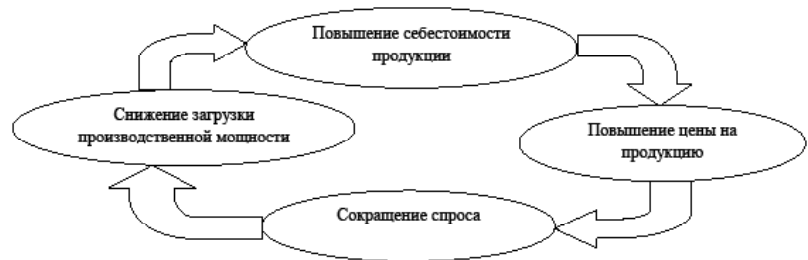 Повышение себестоимости
продукции
Снижение загрузки
производственной мощности
Повышение цены на
продукцию
Сокращение спроса